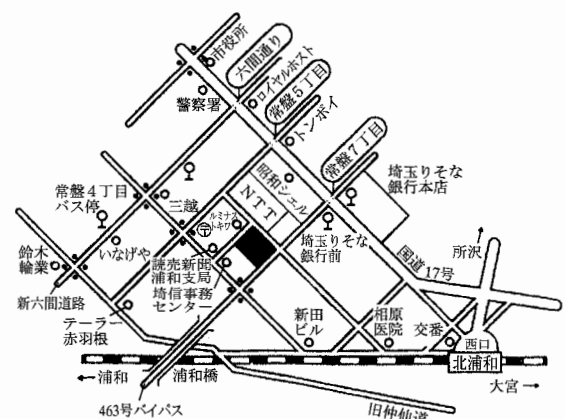 市役所
六間通り
ロイヤルホスト
常盤5丁目
トンボイ
警察署
常盤7丁目
昭和シェル
NTT
埼玉りそな
銀行本店
常盤4丁目
バス停
三越
ルミナス
トキワ
〒
埼玉りそな
銀行前
所沢
国道17号
鈴木
輪業
いなげや
読売新聞
浦和支局
埼信事務
センター
新六間道路
テーラー
赤羽根
新田
ビル
相原
医院
交番
西口
北浦和
←浦和
浦和橋
大宮→
463号バイパス
旧仲仙道